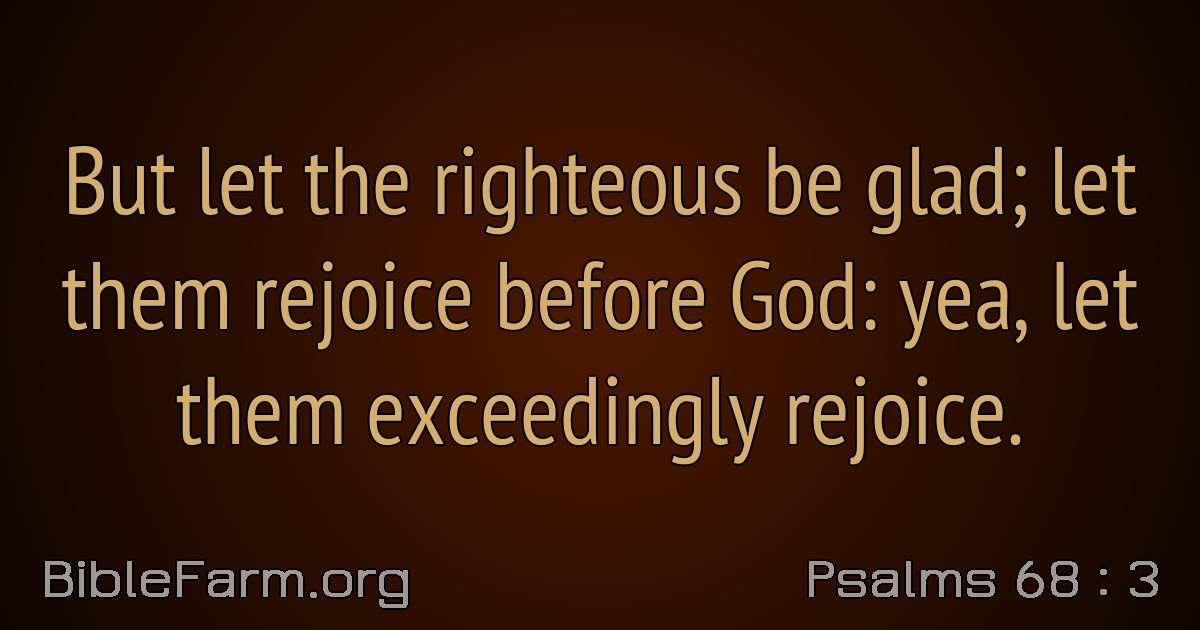 But let the righteous be glad; let
them rejoice before God: yea, let
them exceedingly rejoice.
BibleFarm.org
Psalms 68 : 3